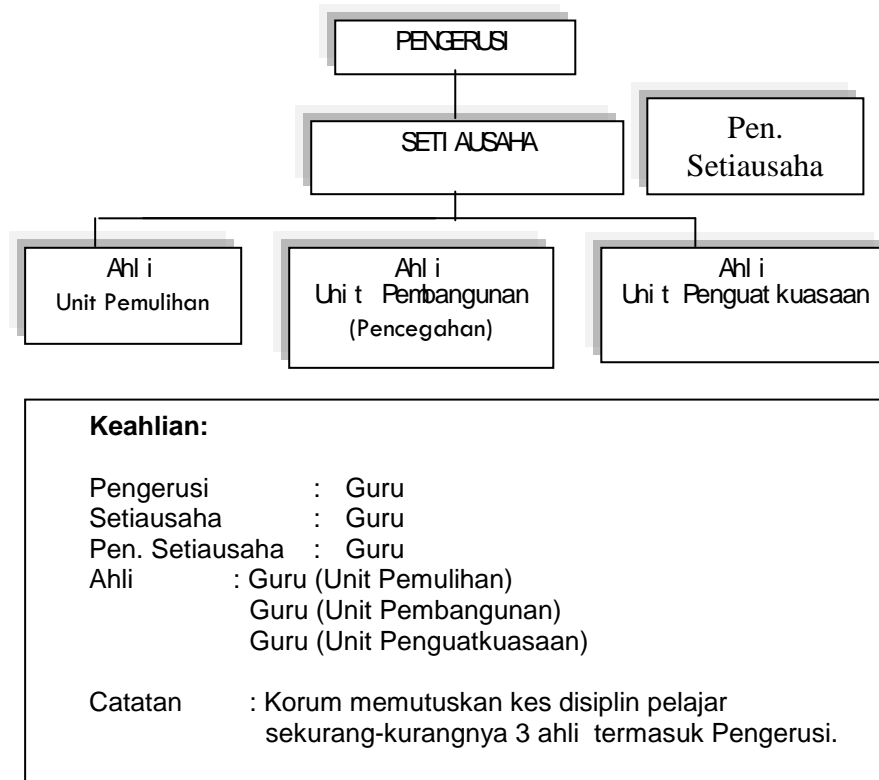 PENGERUSI
SETIAUSAHA
Pen.
Setiausaha
Ahli
Unit Pemulihan
Ahli
Unit Pembangunan
(Pencegahan)
Ahli
Unit Penguatkuasaan
Keahlian:
Pengerusi : Guru
Setiausaha : Guru
Pen. Setiausaha : Guru
Ahli : Guru (Unit Pemulihan)
Guru (Unit Pembangunan)
Guru (Unit Penguatkuasaan)
Catatan : Korum memutuskan kes disiplin pelajar
sekurang-kurangnya 3 ahli termasuk Pengerusi.